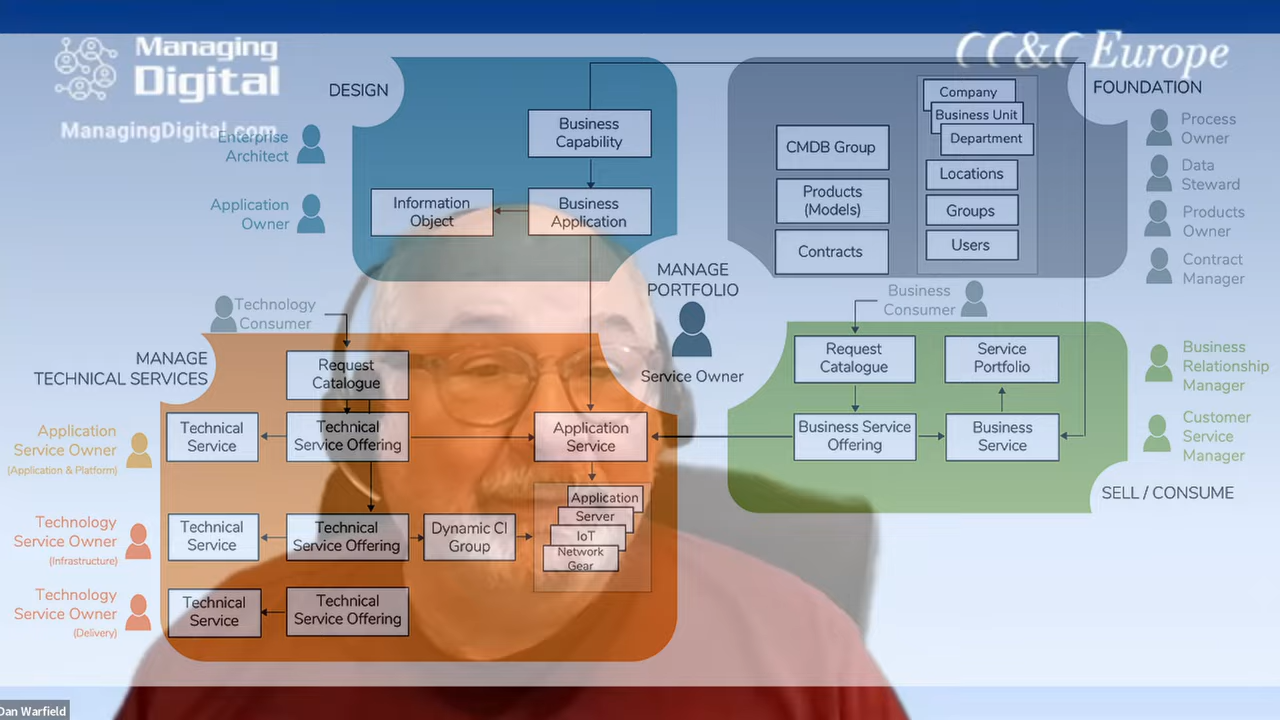 Managing
Digital
ManagingDigital.com
CC&C Europe
DESIGN
FOUNDATION
Enterprise
Architect
Application
Owner
Business
Capability
Information
Object
Business
Application
CMDB Group
Products
(Models)
Contracts
Company
Business Unit
Department
Locations
Groups
Users
Process
Owner
Data
Steward
Products
Owner
Contract
Manager
MANAGE
PORTFOLIO
Service Owner
Technology
Consumer
Business
Consumer
MANAGE
TECHNICAL SERVICES
Request
Catalogue
Technical
Service
Technical
Service Offering
Application
Service
Application
Server
IoT
Network
Gear
Technical
Service
Technical
Service Offering
Dynamic CI
Group
Technical
Service
Technical
Service Offering
Application
Service Owner
(Application & Platform)
Technology
Service Owner
(Infrastructure)
Technology
Service Owner
(Delivery)
Request
Catalogue
Service
Portfolio
Business Service
Offering
Business
Service
SELL / CONSUME
Business
Relationship
Manager
Customer
Service
Manager
Dan Warfield